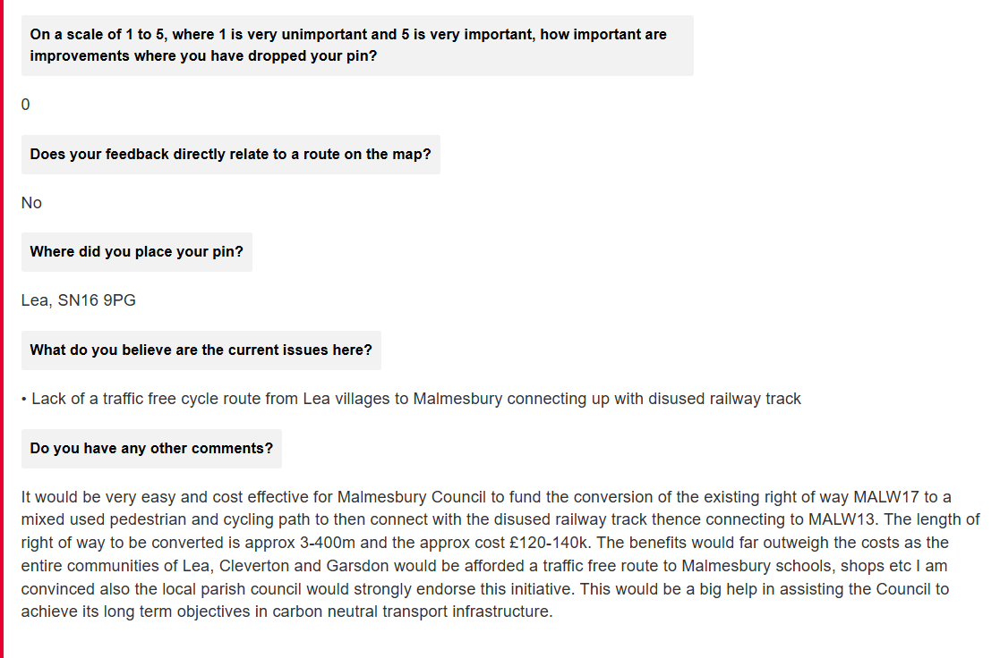 On a scale of 1 to 5, where 1 is very unimportant and 5 is very important, how important are
improvements where you have dropped your pin?
0
Does your feedback directly relate to a route on the map?
No
Where did you place your pin?
Lea, SN16 9PG
What do you believe are the current issues here?
• Lack of a traffic free cycle route from Lea villages to Malmesbury connecting up with disused railway track
Do you have any other comments?
It would be very easy and cost effective for Malmesbury Council to fund the conversion of the existing right of way MALW17 to a
mixed used pedestrian and cycling path to then connect with the disused railway track thence connecting to MALW13. The length of
right of way to be converted is approx 3-400m and the approx cost £120-140k. The benefits would far outweigh the costs as the
entire communities of Lea, Cleverton and Garsdon would be afforded a traffic free route to Malmesbury schools, shops etc I am
convinced also the local parish council would strongly endorse this initiative. This would be a big help in assisting the Council to
achieve its long term objectives in carbon neutral transport infrastructure.